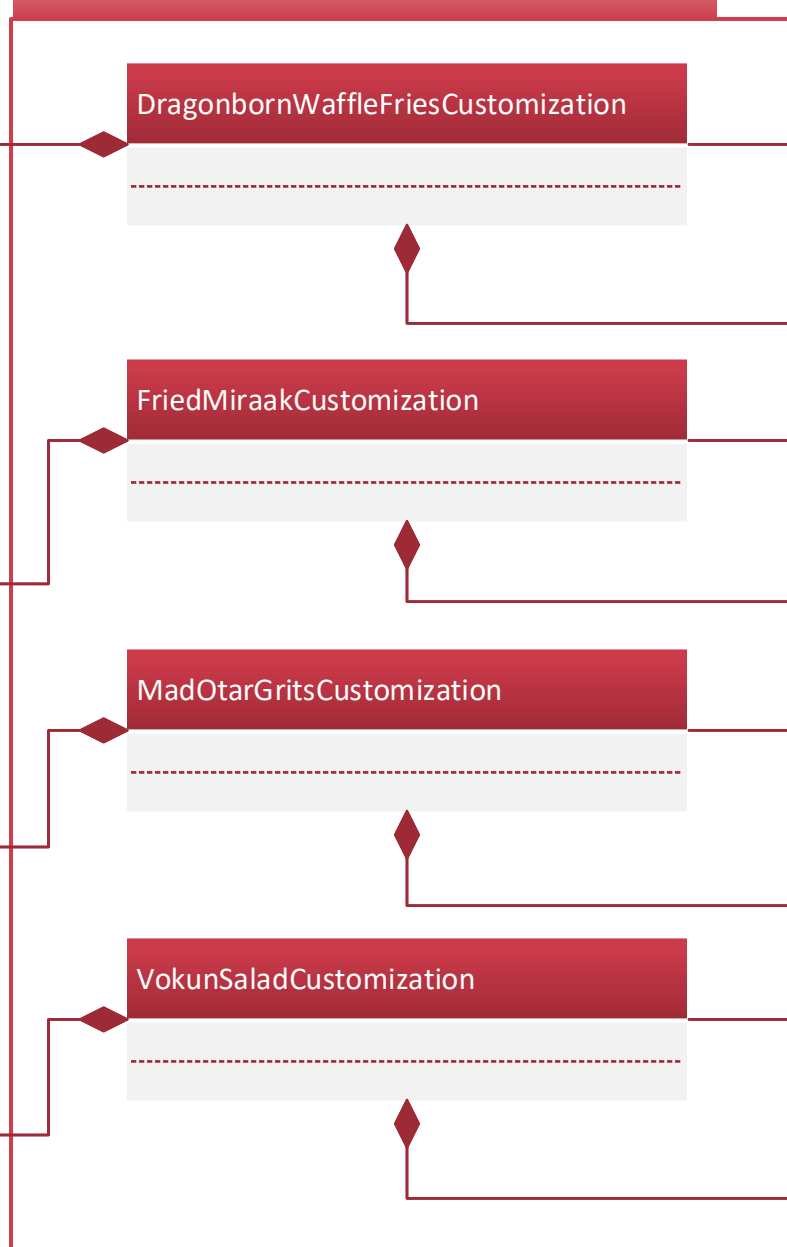 DragonbornWaffleFriesCustomization
FriedMiraakCustomization
MadOtarGritsCustomization
VokunSaladCustomization